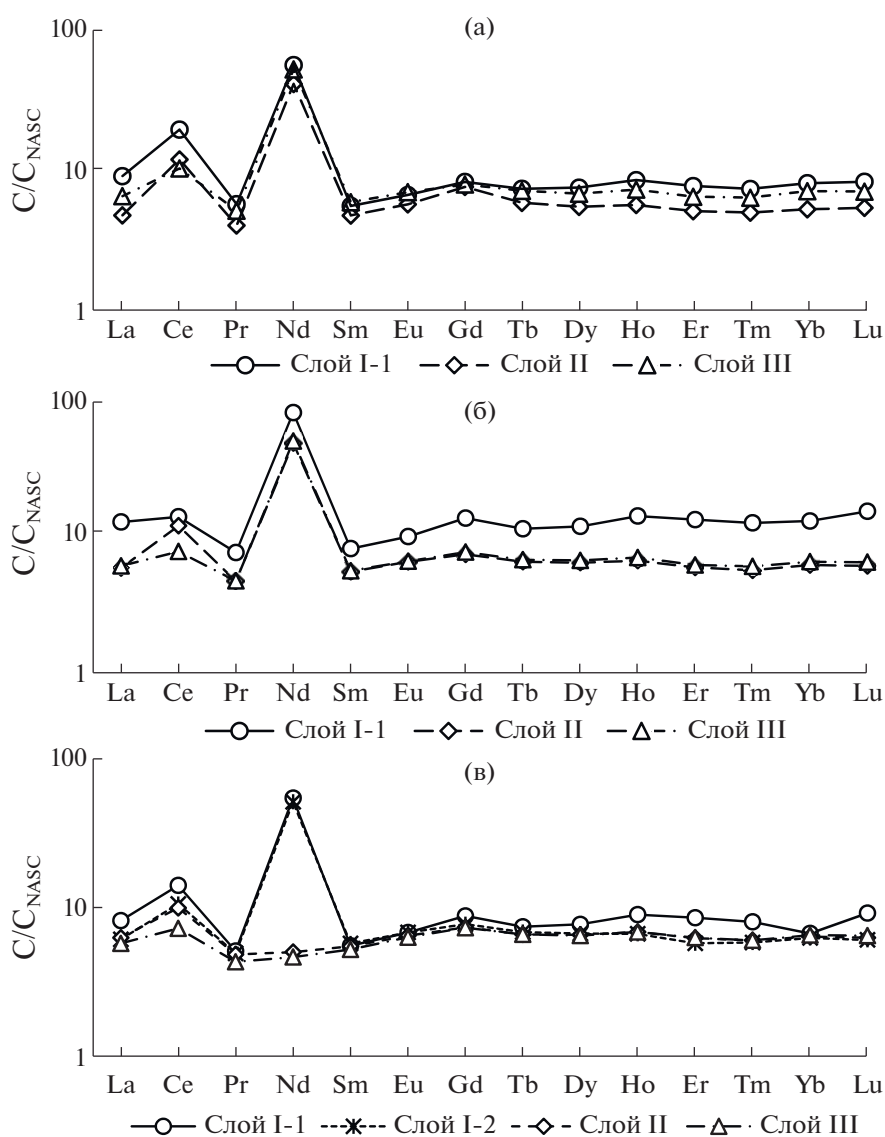 (а)
100
10
1
C/C_NASC
La Ce Pr Nd Sm Eu Gd Tb Dy Ho Er Tm Yb Lu
Слой I-1 Слой II Слой III
(б)
100
10
1
C/C_NASC
La Ce Pr Nd Sm Eu Gd Tb Dy Ho Er Tm Yb Lu
Слой I-1 Слой II Слой III
(в)
100
10
1
C/C_NASC
La Ce Pr Nd Sm Eu Gd Tb Dy Ho Er Tm Yb Lu
Слой I-1 Слой I-2 Слой II Слой III